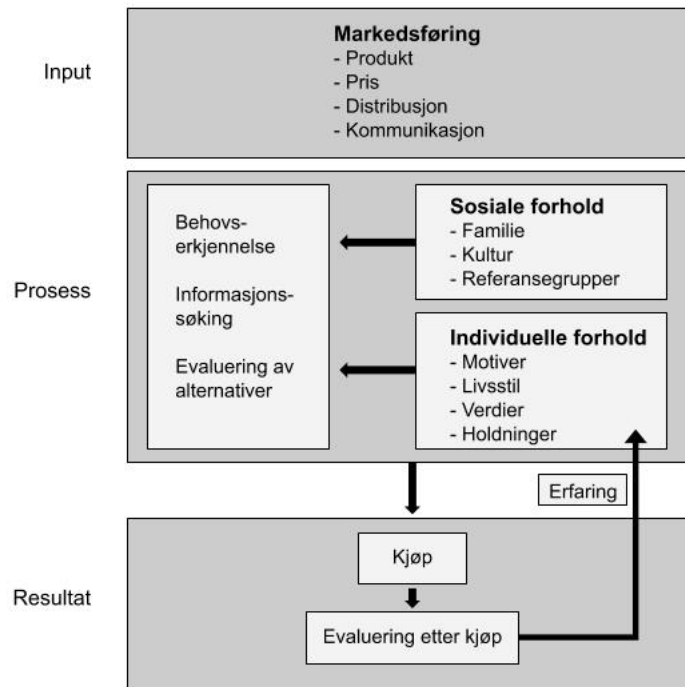 Input
Markedsføring
- Produkt
- Pris
- Distribusjon
- Kommunikasjon
Prosess
Behovs-
erkjennelse
Informasjons-
søking
Evaluering av
alternativer
Sosiale forhold
- Familie
- Kultur
- Referansegrupper
Individuelle forhold
- Motiver
- Livsstil
- Verdier
- Holdninger
Erfaring
Resultat
Kjøp
Evaluering etter kjøp